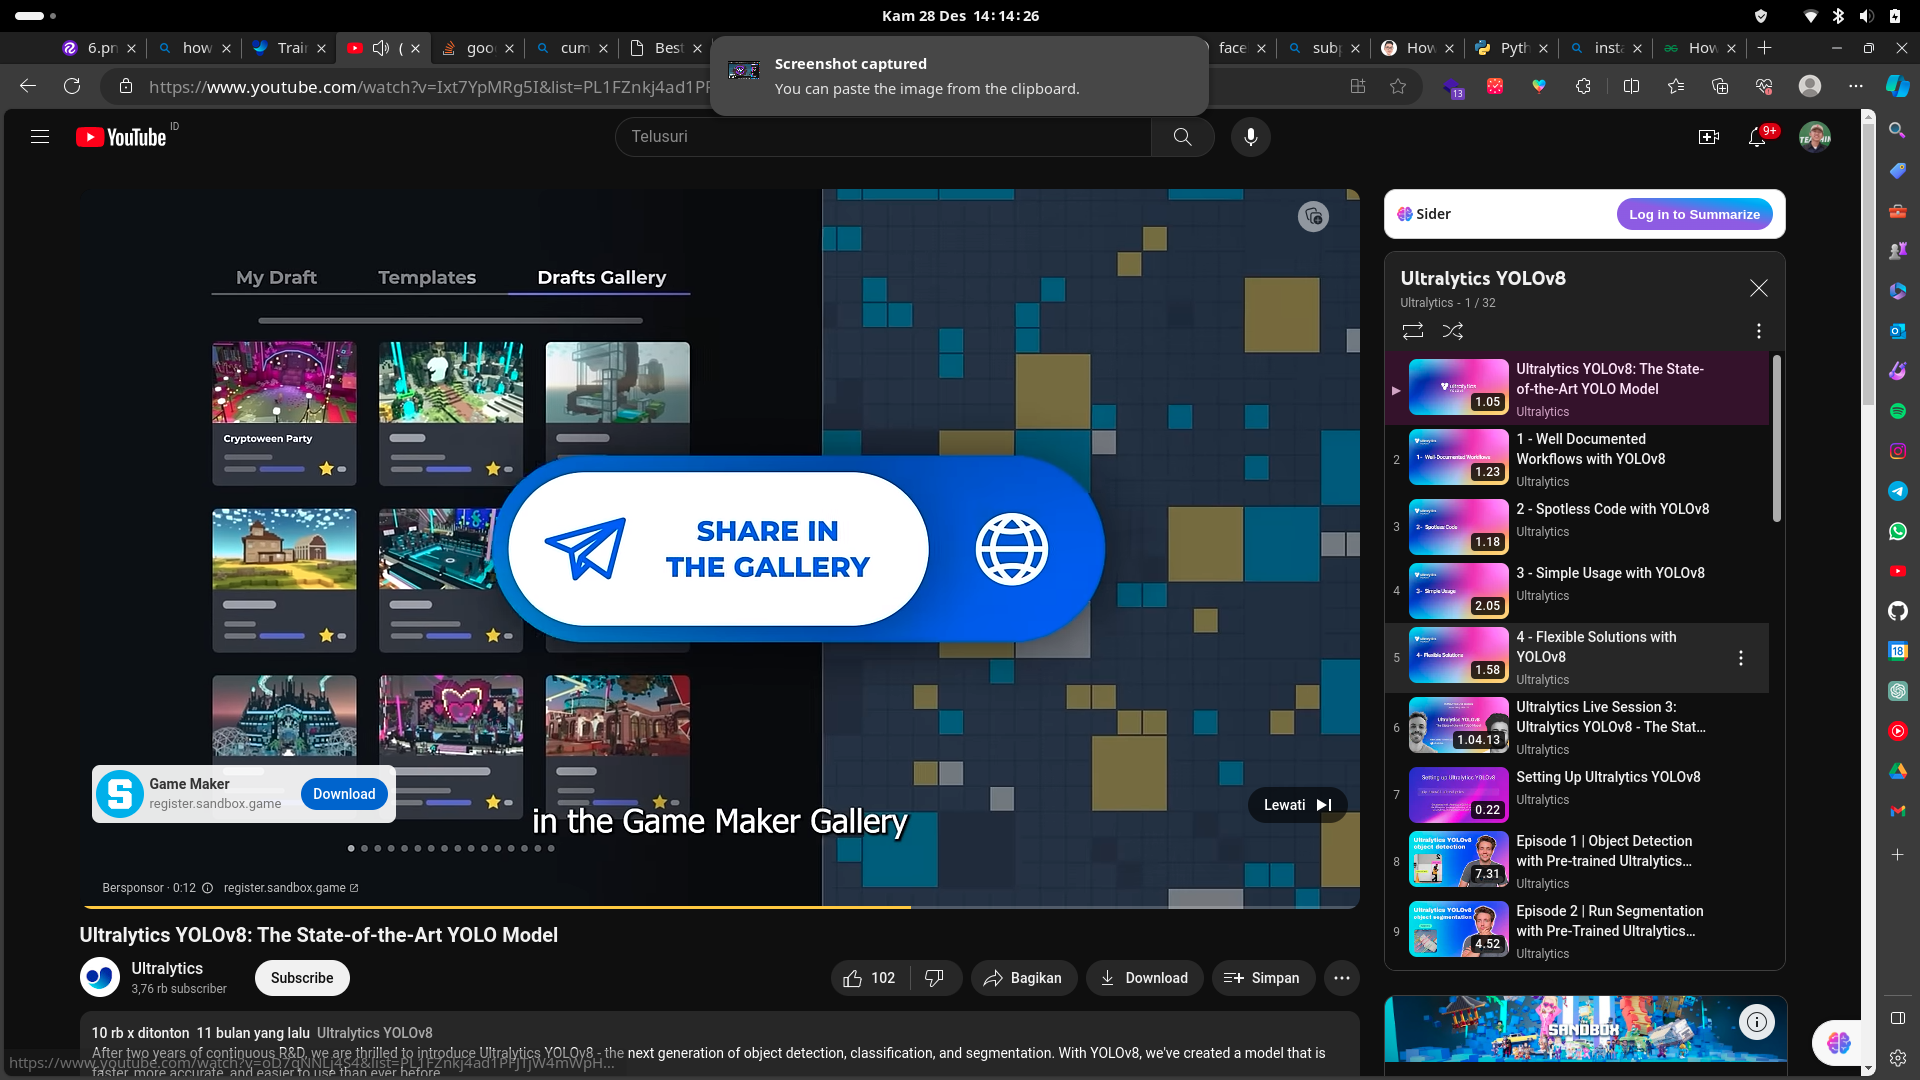 Kam 28 Des 14:14:26
6.pr
how
Trair
(
goo
cum
Best
face
subp
How
Pyth
inst
How
Screenshot captured
You can paste the image from the clipboard.
https://www.youtube.com/watch?v=Ixt7YpMRg5I&list=PL1FZnkj4ad1PF
13
YouTube ID
Telusuri
9+
My Draft
Templates
Drafts Gallery
Cryptoween Party
SHARE IN
THE GALLERY
Game Maker
register.sandbox.game
Download
in the Game Maker Gallery
Lewati
Bersponsor · 0:12
register.sandbox.game
Ultralytics YOLOv8: The State-of-the-Art YOLO Model
Ultralytics
3,76 rb subscriber
Subscribe
102
Bagikan
Download
Simpan
10 rb x ditonton 11 bulan yang lalu Ultralytics YOLOv8
After two years of continuous R&D, we are thrilled to introduce Ultralytics YOLOv8 - the next generation of object detection, classification, and segmentation. With YOLOv8, we've created a model that is
faster, more accurate, and easier to use than ever before.
Sider
Log in to Summarize
Ultralytics YOLOv8
Ultralytics - 1 / 32
Ultralytics YOLOv8: The State-
of-the-Art YOLO Model
Ultralytics
1.05
2
1 - Well Documented
Workflows with YOLOv8
Ultralytics
1.23
3
2 - Spotless Code with YOLOv8
Ultralytics
1.18
4
3 - Simple Usage with YOLOv8
Ultralytics
2.05
5
4 - Flexible Solutions with
YOLOv8
Ultralytics
1.58
6
Ultralytics Live Session 3:
Ultralytics YOLOv8 - The Stat...
Ultralytics
1.04.13
7
Setting Up Ultralytics YOLOv8
Ultralytics
0.22
8
Episode 1 | Object Detection
with Pre-trained Ultralytics...
Ultralytics
7.31
9
Episode 2 | Run Segmentation
with Pre-Trained Ultralytics...
Ultralytics
4.52
SANDBOX
18